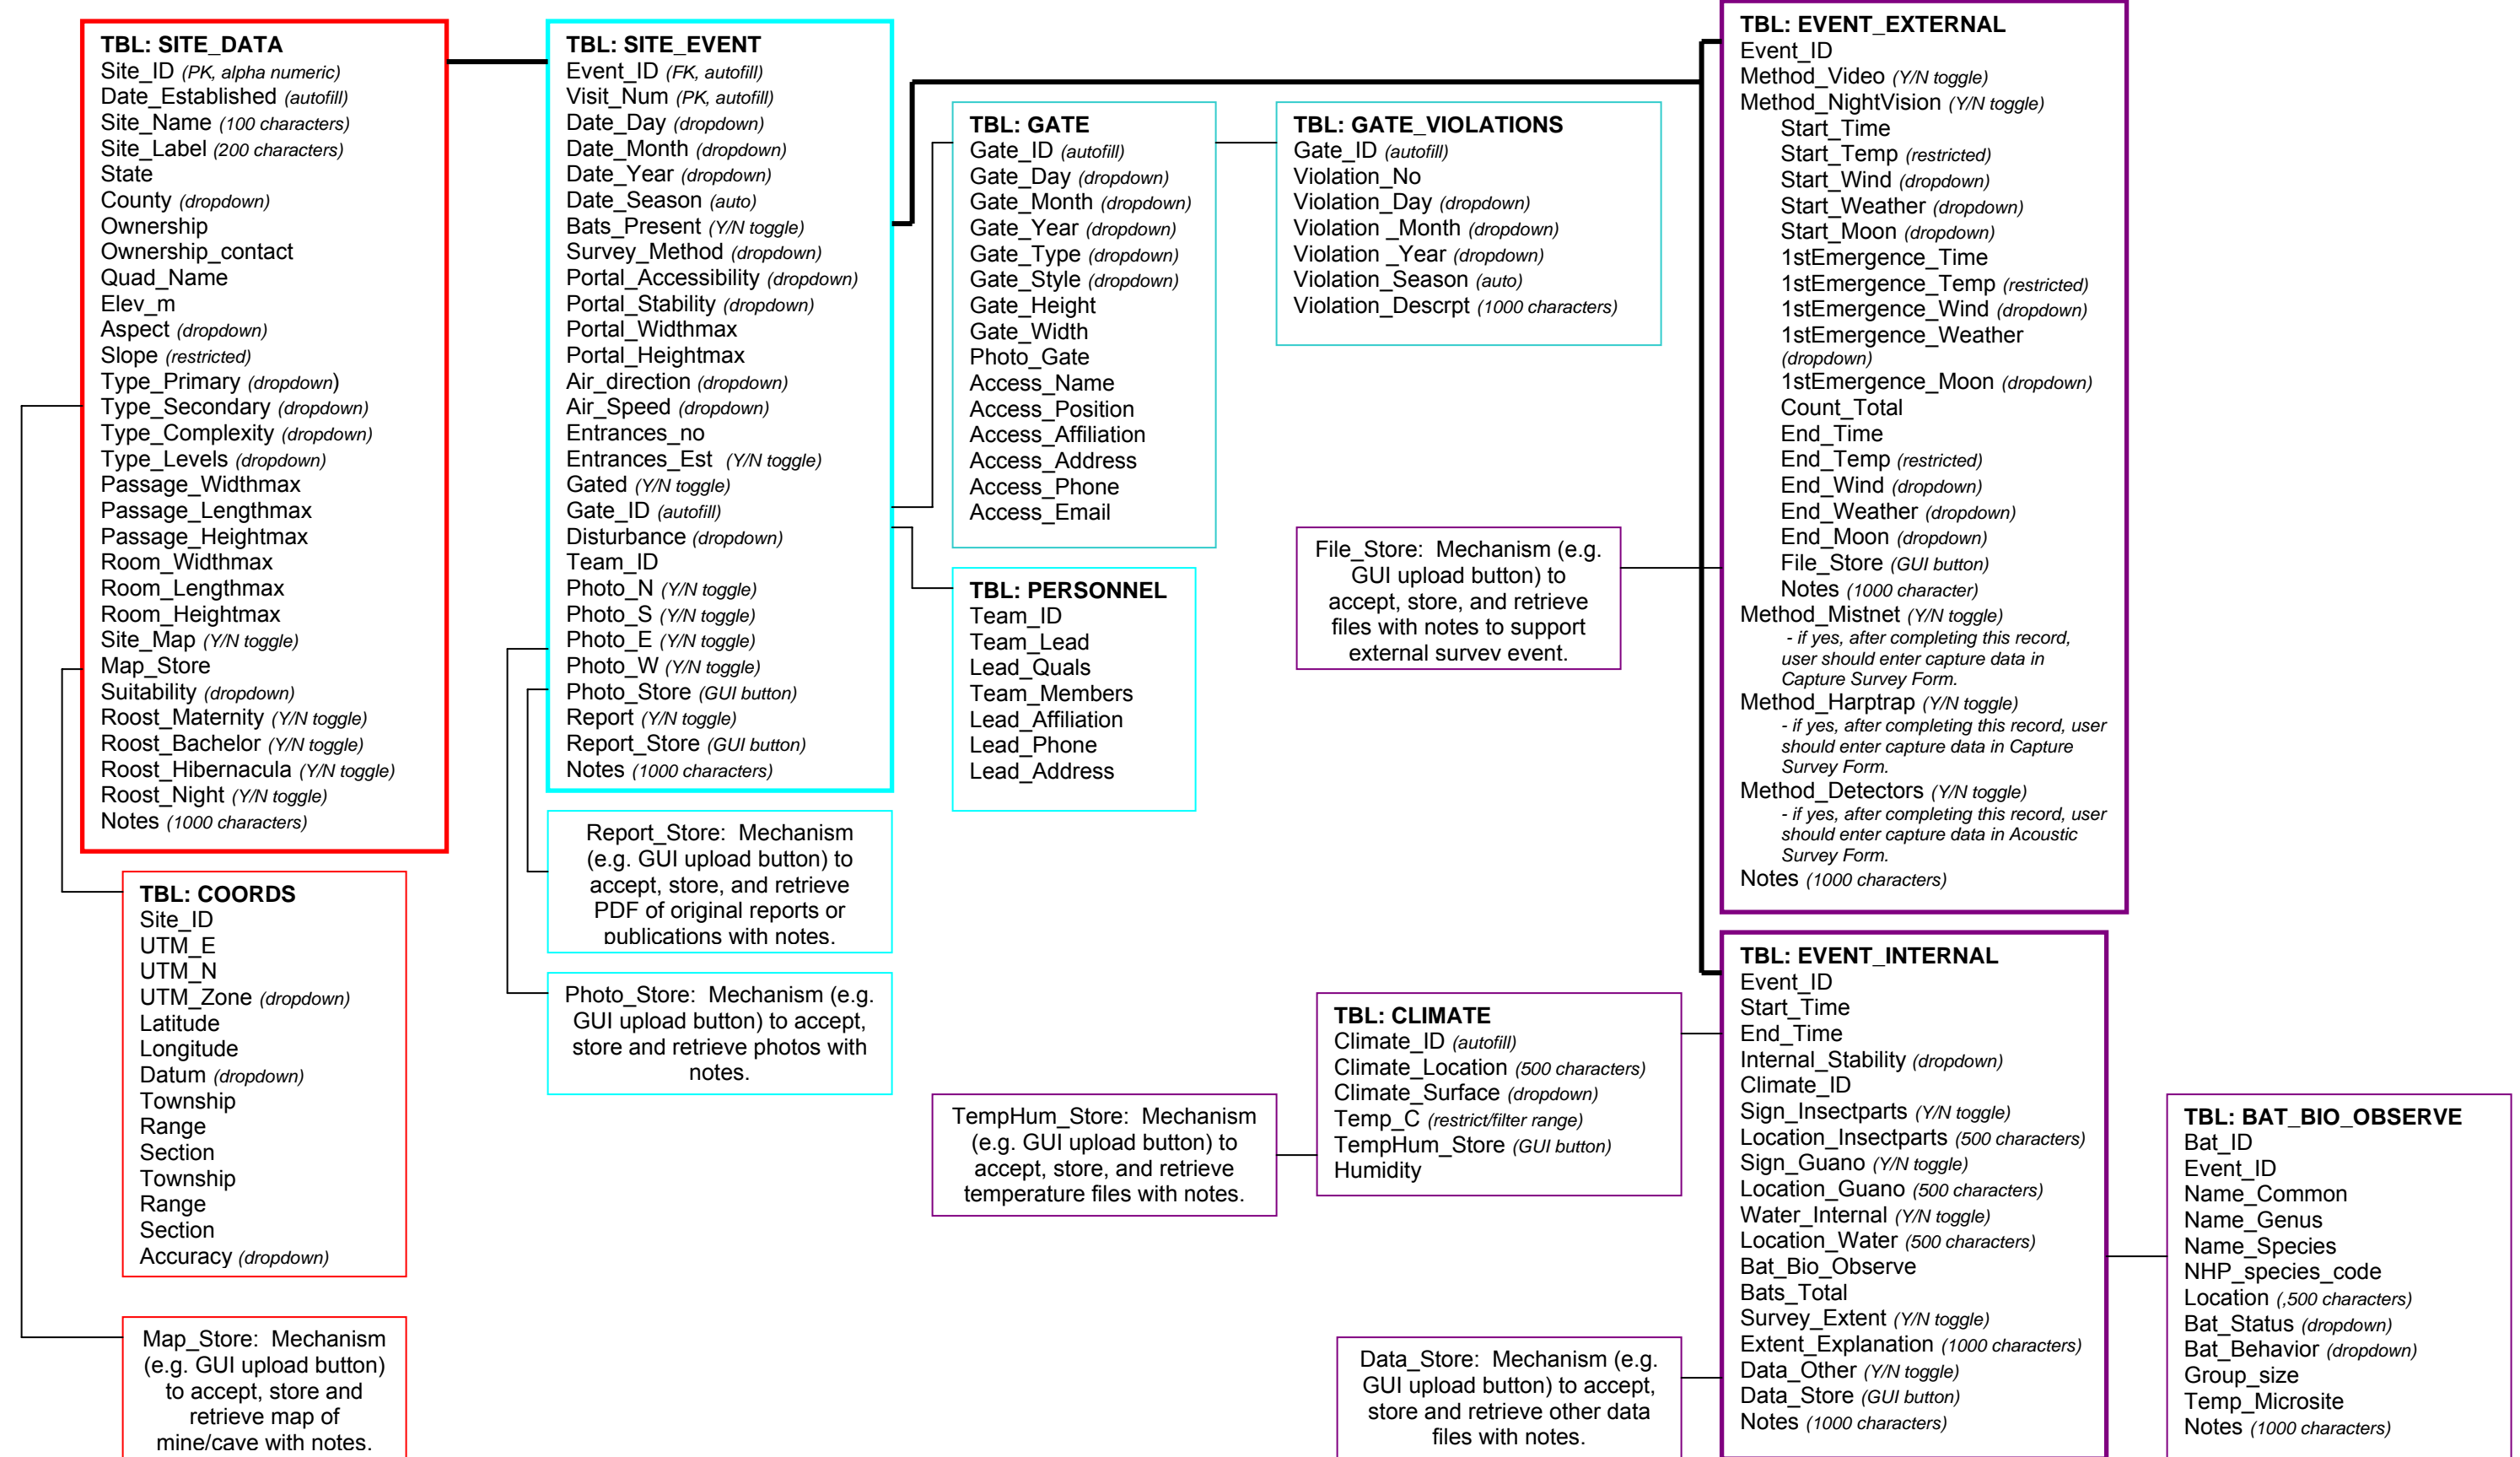 TBL: SITE_DATA
Site_ID (PK, alpha numeric)
Date_Established (autofill)
Site_Name (100 characters)
Site_Label (200 characters)
State
County (dropdown)
Ownership
Ownership_contact
Quad_Name
Elev_m
Aspect (dropdown)
Slope (restricted)
Type_Primary (dropdown)
Type_Secondary (dropdown)
Type_Complexity (dropdown)
Type_Levels (dropdown)
Passage_Widthmax
Passage_Lengthmax
Passage_Heightmax
Room_Widthmax
Room_Lengthmax
Room_Heightmax
Site_Map (Y/N toggle)
Map_Store
Suitability (dropdown)
Roost_Maternity (Y/N toggle)
Roost_Bachelor (Y/N toggle)
Roost_Hibernacula (Y/N toggle)
Roost_Night (Y/N toggle)
Notes (1000 characters)
TBL: COORDS
Site_ID
UTM_E
UTM_N
UTM_Zone (dropdown)
Latitude
Longitude
Datum (dropdown)
Township
Range
Section
Township
Range
Section
Accuracy (dropdown)
Map_Store: Mechanism
(e.g. GUI upload button)
to accept, store and
retrieve map of
mine/cave with notes.
TBL: SITE_EVENT
Event_ID (FK, autofill)
Visit_Num (PK, autofill)
Date_Day (dropdown)
Date_Month (dropdown)
Date_Year (dropdown)
Date_Season (auto)
Bats_Present (Y/N toggle)
Survey_Method (dropdown)
Portal_Accessibility (dropdown)
Portal_Stability (dropdown)
Portal_Widthmax
Portal_Heightmax
Air_direction (dropdown)
Air_Speed (dropdown)
Entrances_no
Entrances_Est (Y/N toggle)
Gated (Y/N toggle)
Gate_ID (autofill)
Disturbance (dropdown)
Team_ID
Photo_N (Y/N toggle)
Photo_S (Y/N toggle)
Photo_E (Y/N toggle)
Photo_W (Y/N toggle)
Photo_Store (GUI button)
Report (Y/N toggle)
Report_Store (GUI button)
Notes (1000 characters)
Report_Store: Mechanism
(e.g. GUI upload button) to
accept, store, and retrieve
PDF of original reports or
publications with notes.
Photo_Store: Mechanism (e.g.
GUI upload button) to accept,
store and retrieve photos with
notes.
TBL: GATE
Gate_ID (autofill)
Gate_Day (dropdown)
Gate_Month (dropdown)
Gate_Year (dropdown)
Gate_Type (dropdown)
Gate_Style (dropdown)
Gate_Height
Gate_Width
Photo_Gate
Access_Name
Access_Position
Access_Affiliation
Access_Address
Access_Phone
Access_Email
TBL: PERSONNEL
Team_ID
Team_Lead
Lead_Quals
Team_Members
Lead_Affiliation
Lead_Phone
Lead_Address
TBL: GATE_VIOLATIONS
Gate_ID (autofill)
Violation_No
Violation_Day (dropdown)
Violation _Month (dropdown)
Violation _Year (dropdown)
Violation_Season (auto)
Violation_Descrpt (1000 characters)
File_Store: Mechanism (e.g.
GUI upload button) to
accept, store, and retrieve
files with notes to support
external survey event.
TBL: EVENT_EXTERNAL
Event_ID
Method_Video (Y/N toggle)
Method_NightVision (Y/N toggle)
Start_Time
Start_Temp (restricted)
Start_Wind (dropdown)
Start_Weather (dropdown)
Start_Moon (dropdown)
1stEmergence_Time
1stEmergence_Temp (restricted)
1stEmergence_Wind (dropdown)
1stEmergence_Weather
(dropdown)
1stEmergence_Moon (dropdown)
Count_Total
End_Time
End_Temp (restricted)
End_Wind (dropdown)
End_Weather (dropdown)
End_Moon (dropdown)
File_Store (GUI button)
Notes (1000 character)
Method_Mistnet (Y/N toggle)
- if yes, after completing this record,
user should enter capture data in
Capture Survey Form.
Method_Harptrap (Y/N toggle)
- if yes, after completing this record, user
should enter capture data in Capture
Survey Form.
Method_Detectors (Y/N toggle)
- if yes, after completing this record, user
should enter capture data in Acoustic
Survey Form.
Notes (1000 characters)
TBL: EVENT_INTERNAL
Event_ID
Start_Time
End_Time
Internal_Stability (dropdown)
Climate_ID
Sign_Insectparts (Y/N toggle)
Location_Insectparts (500 characters)
Sign_Guano (Y/N toggle)
Location_Guano (500 characters)
Water_Internal (Y/N toggle)
Location_Water (500 characters)
Bat_Bio_Observe
Bats_Total
Survey_Extent (Y/N toggle)
Extent_Explanation (1000 characters)
Data_Other (Y/N toggle)
Data_Store (GUI button)
Notes (1000 characters)
TBL: CLIMATE
Climate_ID (autofill)
Climate_Location (500 characters)
Climate_Surface (dropdown)
Temp_C (restrict/filter range)
TempHum_Store (GUI button)
Humidity
TempHum_Store: Mechanism
(e.g. GUI upload button) to
accept, store, and retrieve
temperature files with notes.
Data_Store: Mechanism (e.g.
GUI upload button) to accept,
store and retrieve other data
files with notes.
TBL: BAT_BIO_OBSERVE
Bat_ID
Event_ID
Name_Common
Name_Genus
Name_Species
NHP_species_code
Location (,500 characters)
Bat_Status (dropdown)
Bat_Behavior (dropdown)
Group_size
Temp_Microsite
Notes (1000 characters)